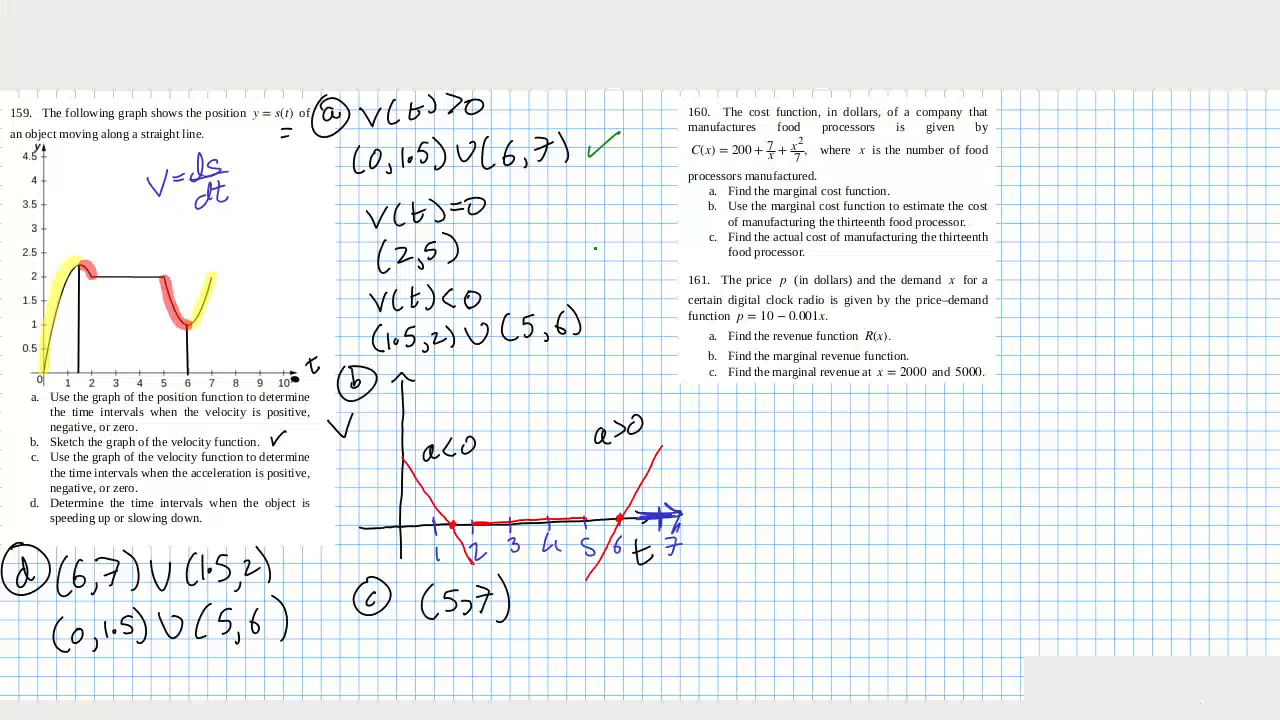 159. The following graph shows the position y = s(t) of
an object moving along a straight line.
=
y
4.5
4
3.5
3
2.5
2
1.5
1
0.5
0 1 2 3 4 5 6 7 8 9 10
t
V = ds/dt
a. Use the graph of the position function to determine
the time intervals when the velocity is positive,
negative, or zero.
b. Sketch the graph of the velocity function. ✓
c. Use the graph of the velocity function to determine
the time intervals when the acceleration is positive,
negative, or zero.
d. Determine the time intervals when the object is
speeding up or slowing down.
d (6,7) ∪ (1.5,2)
(0,1.5) ∪ (5,6)
a V(t)>0
(0,1.5) ∪ (6,7) ✓
V(t)=0
(2,5)
V(t)<0
(1.5,2) ∪ (5,6)
b
V
a<0
a>0
1 2 3 4 5 6 t 7
c (5,7)
160. The cost function, in dollars, of a company that
manufactures food processors is given by
C(x) = 200 + 7/x + x²/7, where x is the number of food
processors manufactured.
a. Find the marginal cost function.
b. Use the marginal cost function to estimate the cost
of manufacturing the thirteenth food processor.
c. Find the actual cost of manufacturing the thirteenth
food processor.
161. The price p (in dollars) and the demand x for a
certain digital clock radio is given by the price–demand
function p = 10 − 0.001x.
a. Find the revenue function R(x).
b. Find the marginal revenue function.
c. Find the marginal revenue at x = 2000 and 5000.